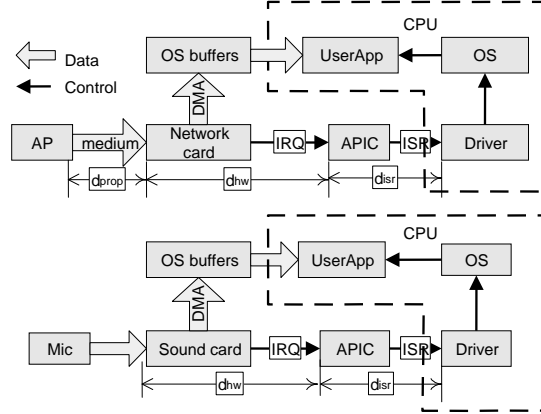 CPU
OS buffers UserApp OS
Data
Control
DMA
AP medium Network card IRQ APIC ISR Driver
dprop dhw disr
CPU
OS buffers UserApp OS
DMA
Mic Sound card IRQ APIC ISR Driver
dhw disr